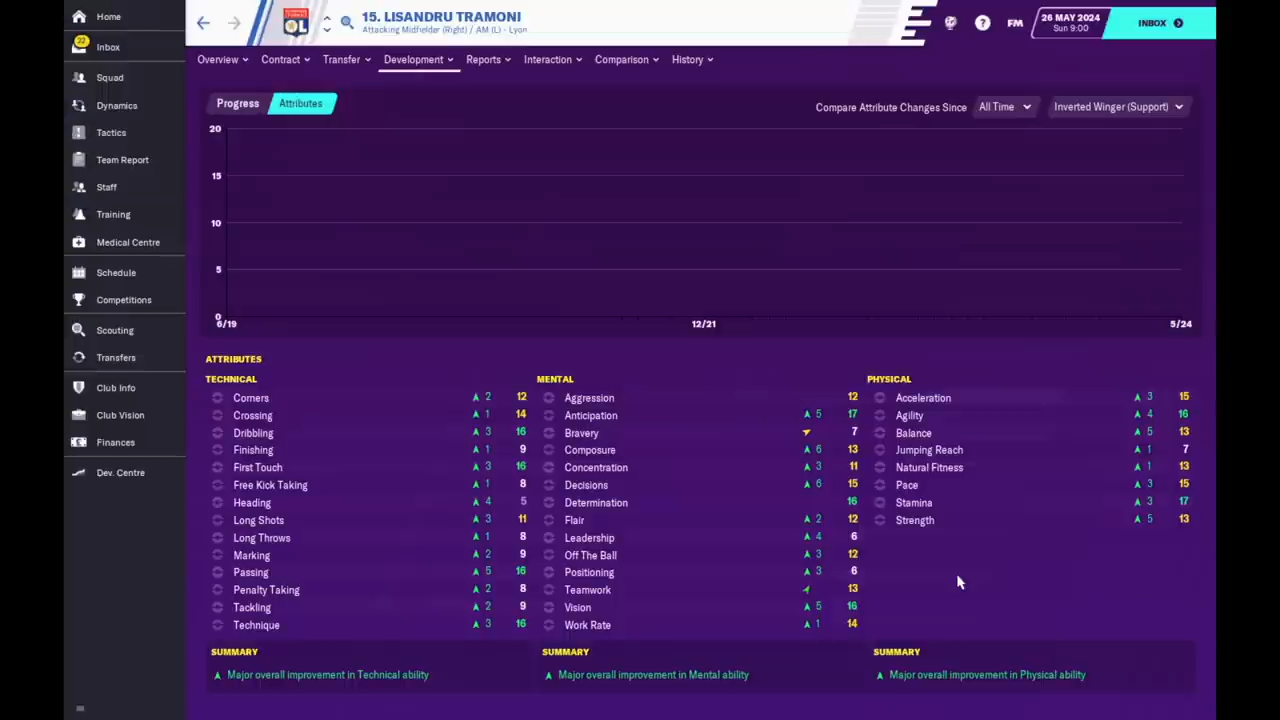 Home
22
Inbox
Squad
Dynamics
Tactics
Team Report
Staff
Training
Medical Centre
Schedule
Competitions
Scouting
Transfers
Club Info
Club Vision
Finances
Dev. Centre
OL
15. LISANDRU TRAMONI
Attacking Midfielder (Right) / AM (L) - Lyon
?
FM
26 MAY 2024
Sun 9:00
INBOX
Overview Contract Transfer Development Reports Interaction Comparison History
Progress Attributes
Compare Attribute Changes Since All Time Inverted Winger (Support)
20
15
10
5
0
6/19 12/21 5/24
ATTRIBUTES
TECHNICAL
Corners 2 12
Crossing 1 14
Dribbling 3 16
Finishing 1 9
First Touch 3 16
Free Kick Taking 1 8
Heading 4 5
Long Shots 3 11
Long Throws 1 8
Marking 2 9
Passing 5 16
Penalty Taking 2 8
Tackling 2 9
Technique 3 16
MENTAL
Aggression 12
Anticipation 5 17
Bravery 7
Composure 6 13
Concentration 3 11
Decisions 6 15
Determination 16
Flair 2 12
Leadership 4 6
Off The Ball 3 12
Positioning 3 6
Teamwork 13
Vision 5 16
Work Rate 1 14
PHYSICAL
Acceleration 3 15
Agility 4 16
Balance 5 13
Jumping Reach 1 7
Natural Fitness 1 13
Pace 3 15
Stamina 3 17
Strength 5 13
SUMMARY
Major overall improvement in Technical ability
SUMMARY
Major overall improvement in Mental ability
SUMMARY
Major overall improvement in Physical ability